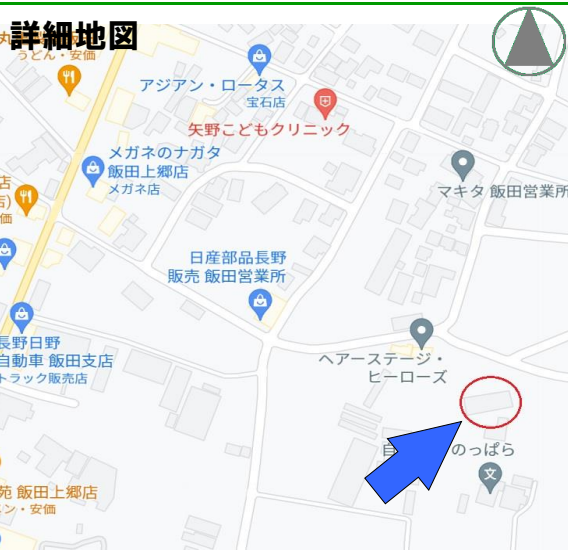 詳細地図
うどん・安価
アジアン・ロータス
宝石店
矢野こどもクリニック
メガネのナガタ
飯田上郷店
メガネ店
マキタ 飯田営業所
店
価
日産部品長野
販売 飯田営業所
長野日野
自動車 飯田支店
トラック販売店
ヘアーステージ・
ヒーローズ
のっぱら
文
苑 飯田上郷店
ン・安価